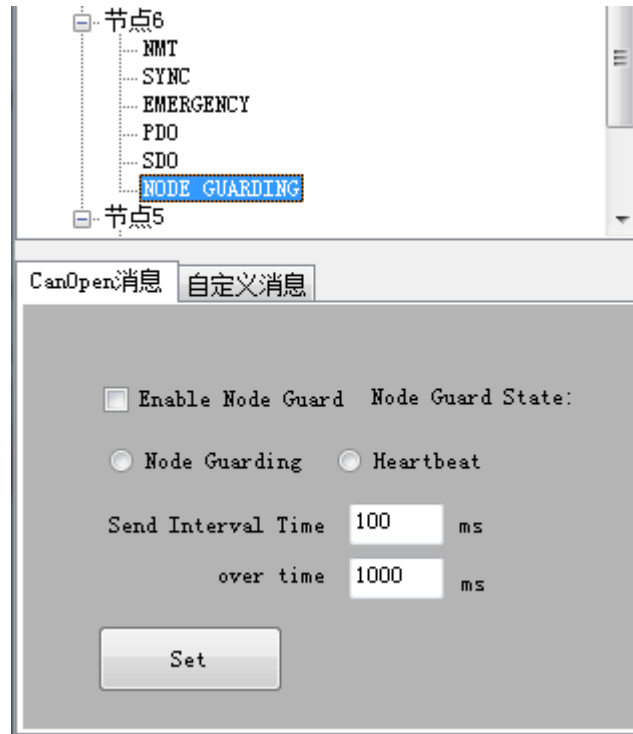 节点6
NMT
SYNC
EMERGENCY
PDO
SDO
NODE GUARDING
节点5
CanOpen消息 自定义消息
Enable Node Guard Node Guard State:
Node Guarding Heartbeat
Send Interval Time 100 ms
over time 1000 ms
Set